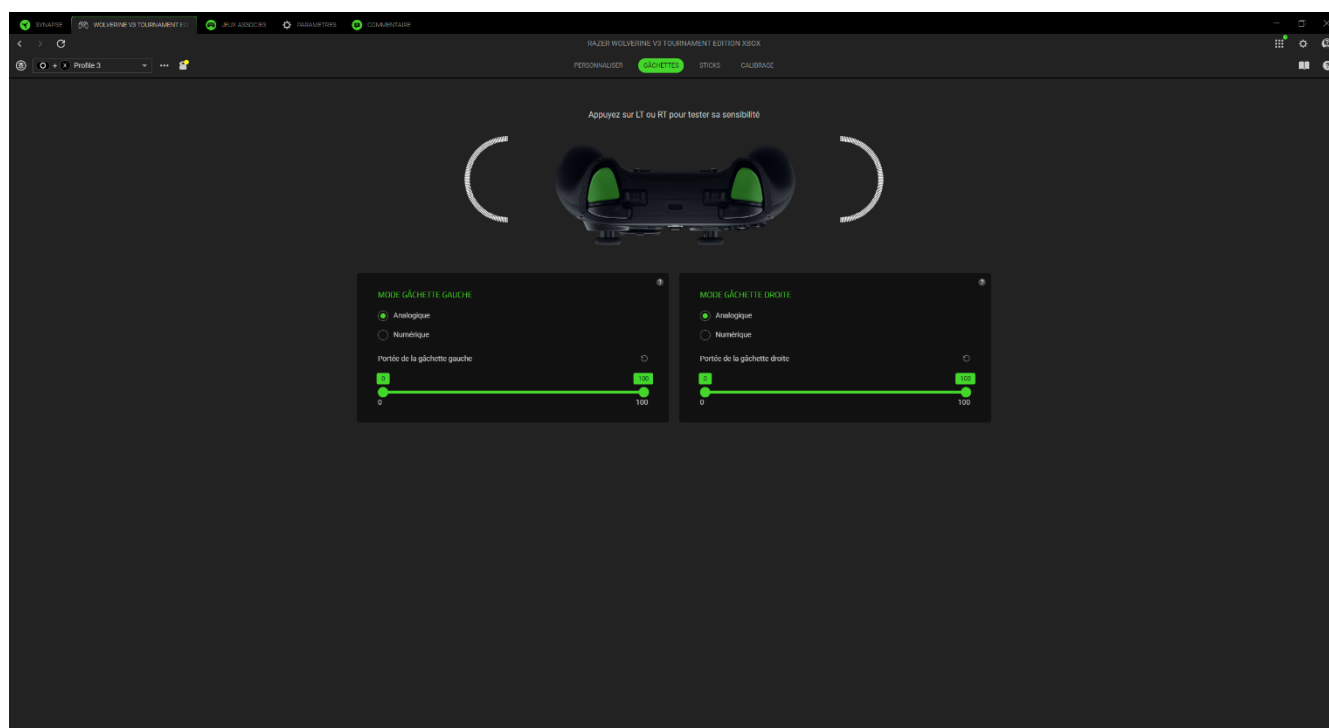 SYNAPSE WOLVERINE V3 TOURNAMENT ED JEUX ASSOCIÉS PARAMÈTRES COMMENTAIRE
RAZER WOLVERINE V3 TOURNAMENT EDITION XBOX
+ X Profile 3
PERSONNALISER GÂCHETTES STICKS CALIBRAGE
Appuyez sur LT ou RT pour tester sa sensibilité
MODE GÂCHETTE GAUCHE
Analogique
Numérique
Portée de la gâchette gauche
0 100
0 100
MODE GÂCHETTE DROITE
Analogique
Numérique
Portée de la gâchette droite
0 100
0 100